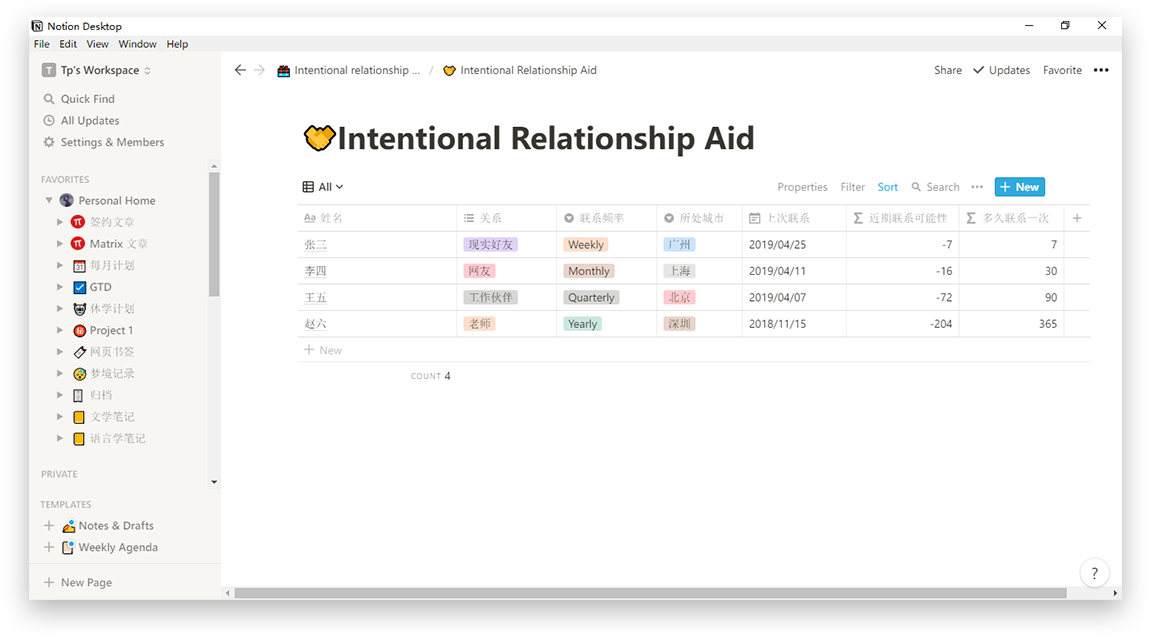 Notion Desktop
File Edit View Window Help
T Tp's Workspace
Quick Find
All Updates
Settings & Members
FAVORITES
Personal Home
签约文章
Matrix 文章
每月计划
GTD
休学计划
Project 1
网页书签
梦境记录
归档
文学笔记
语言学笔记
PRIVATE
TEMPLATES
Notes & Drafts
Weekly Agenda
New Page
Intentional relationship ... / Intentional Relationship Aid
Share Updates Favorite •••
Intentional Relationship Aid
All Properties Filter Sort Search ••• New
Aa 姓名 关系 联系频率 所处城市 上次联系 Σ 近期联系可能性 Σ 多久联系一次 +
张三 现实好友 Weekly 广州 2019/04/25 -7 7
李四 网友 Monthly 上海 2019/04/11 -16 30
王五 工作伙伴 Quarterly 北京 2019/04/07 -72 90
赵六 老师 Yearly 深圳 2018/11/15 -204 365
+ New
COUNT 4
?